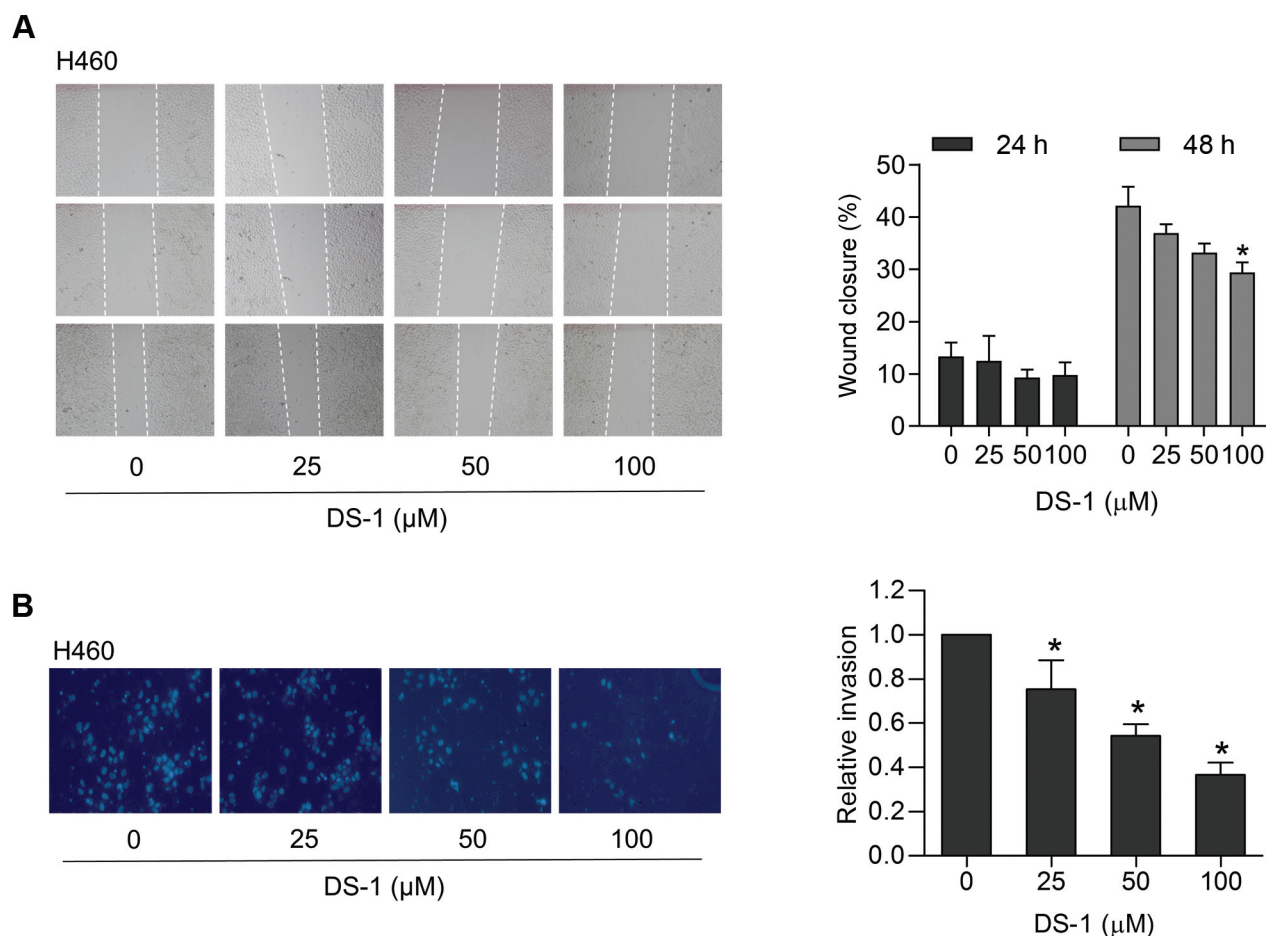 A
H460
0 25 50 100
DS-1 (µM)
24 h 48 h
Wound closure (%)
50
40
30
20
10
0
0 25 50 100 0 25 50 100
* 
DS-1 (µM)
B
H460
0 25 50 100
DS-1 (µM)
Relative invasion
1.2
1.0
0.8
0.6
0.4
0.2
0.0
* * *
0 25 50 100
DS-1 (µM)